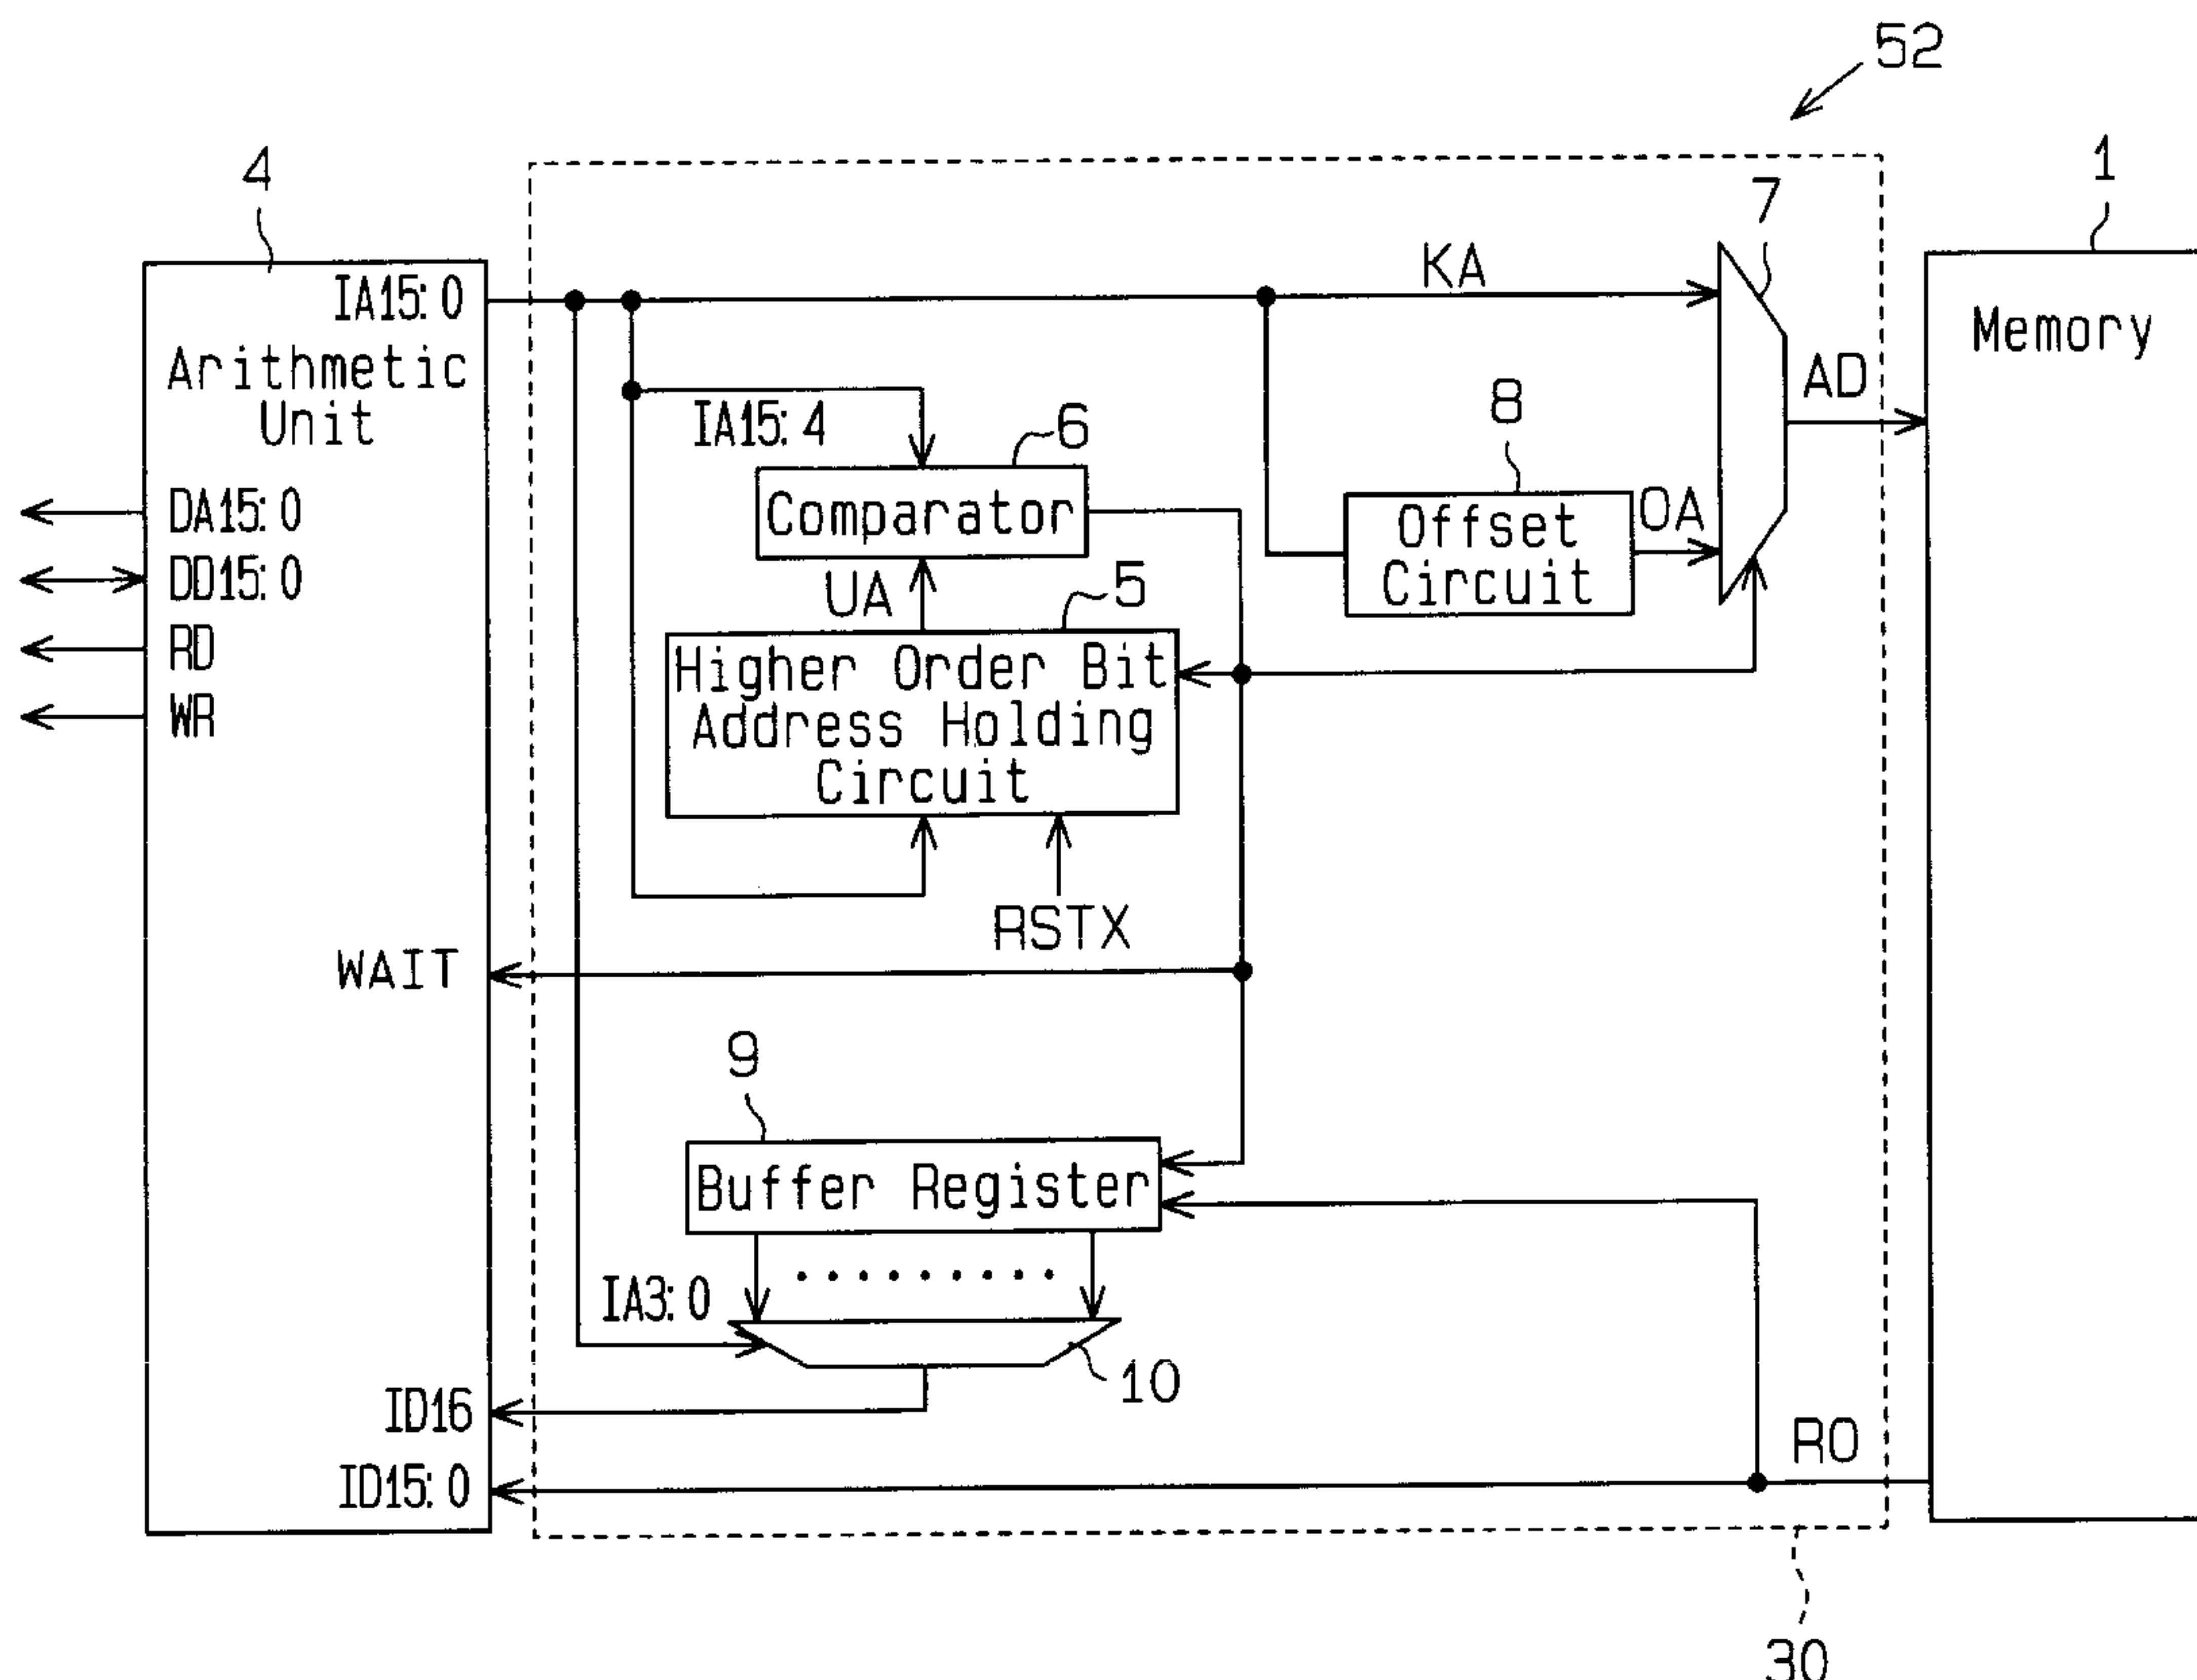 52
4
7
1
IA15:0
KA
Memory
Arithmetic
Unit
AD
8
IA15:4
6
OA
DA15:0
Comparator
Offset
Circuit
DD15:0
UA
5
RD
Higher Order Bit
WR
Address Holding
Circuit
RSTX
WAIT
9
Buffer Register
IA3:0
10
ID16
RO
ID15:0
30